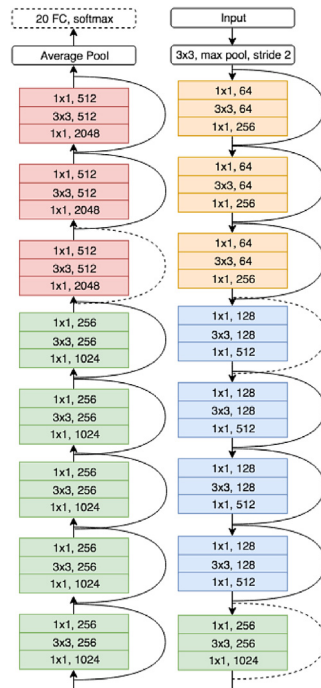 20 FC, softmax
Average Pool
1x1, 512
3x3, 512
1x1, 2048
1x1, 512
3x3, 512
1x1, 2048
1x1, 512
3x3, 512
1x1, 2048
1x1, 256
3x3, 256
1x1, 1024
1x1, 256
3x3, 256
1x1, 1024
1x1, 256
3x3, 256
1x1, 1024
1x1, 256
3x3, 256
1x1, 1024
1x1, 256
3x3, 256
1x1, 1024
Input
3x3, max pool, stride 2
1x1, 64
3x3, 64
1x1, 256
1x1, 64
3x3, 64
1x1, 256
1x1, 64
3x3, 64
1x1, 256
1x1, 128
3x3, 128
1x1, 512
1x1, 128
3x3, 128
1x1, 512
1x1, 128
3x3, 128
1x1, 512
1x1, 128
3x3, 128
1x1, 512
1x1, 256
3x3, 256
1x1, 1024